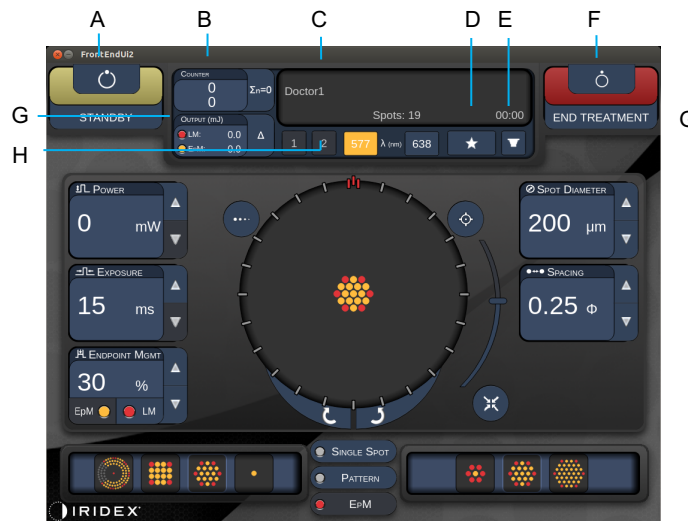 A B C D E F
FrontEndUi2
COUNTER
0
0
Σn=0
Doctor1
Spots: 19 00:00
STANDBY
END TREATMENT
G
H
OUTPUT (mJ)
LM: 0.0
EpM: 0.0
Δ
1 2 577 λ (nm) 638
POWER
0 mW
EXPOSURE
15 ms
ENDPOINT MGMT
30 %
EpM LM
SPOT DIAMETER
200 µm
SPACING
0.25 Φ
SINGLE SPOT
PATTERN
EPM
IRIDEX